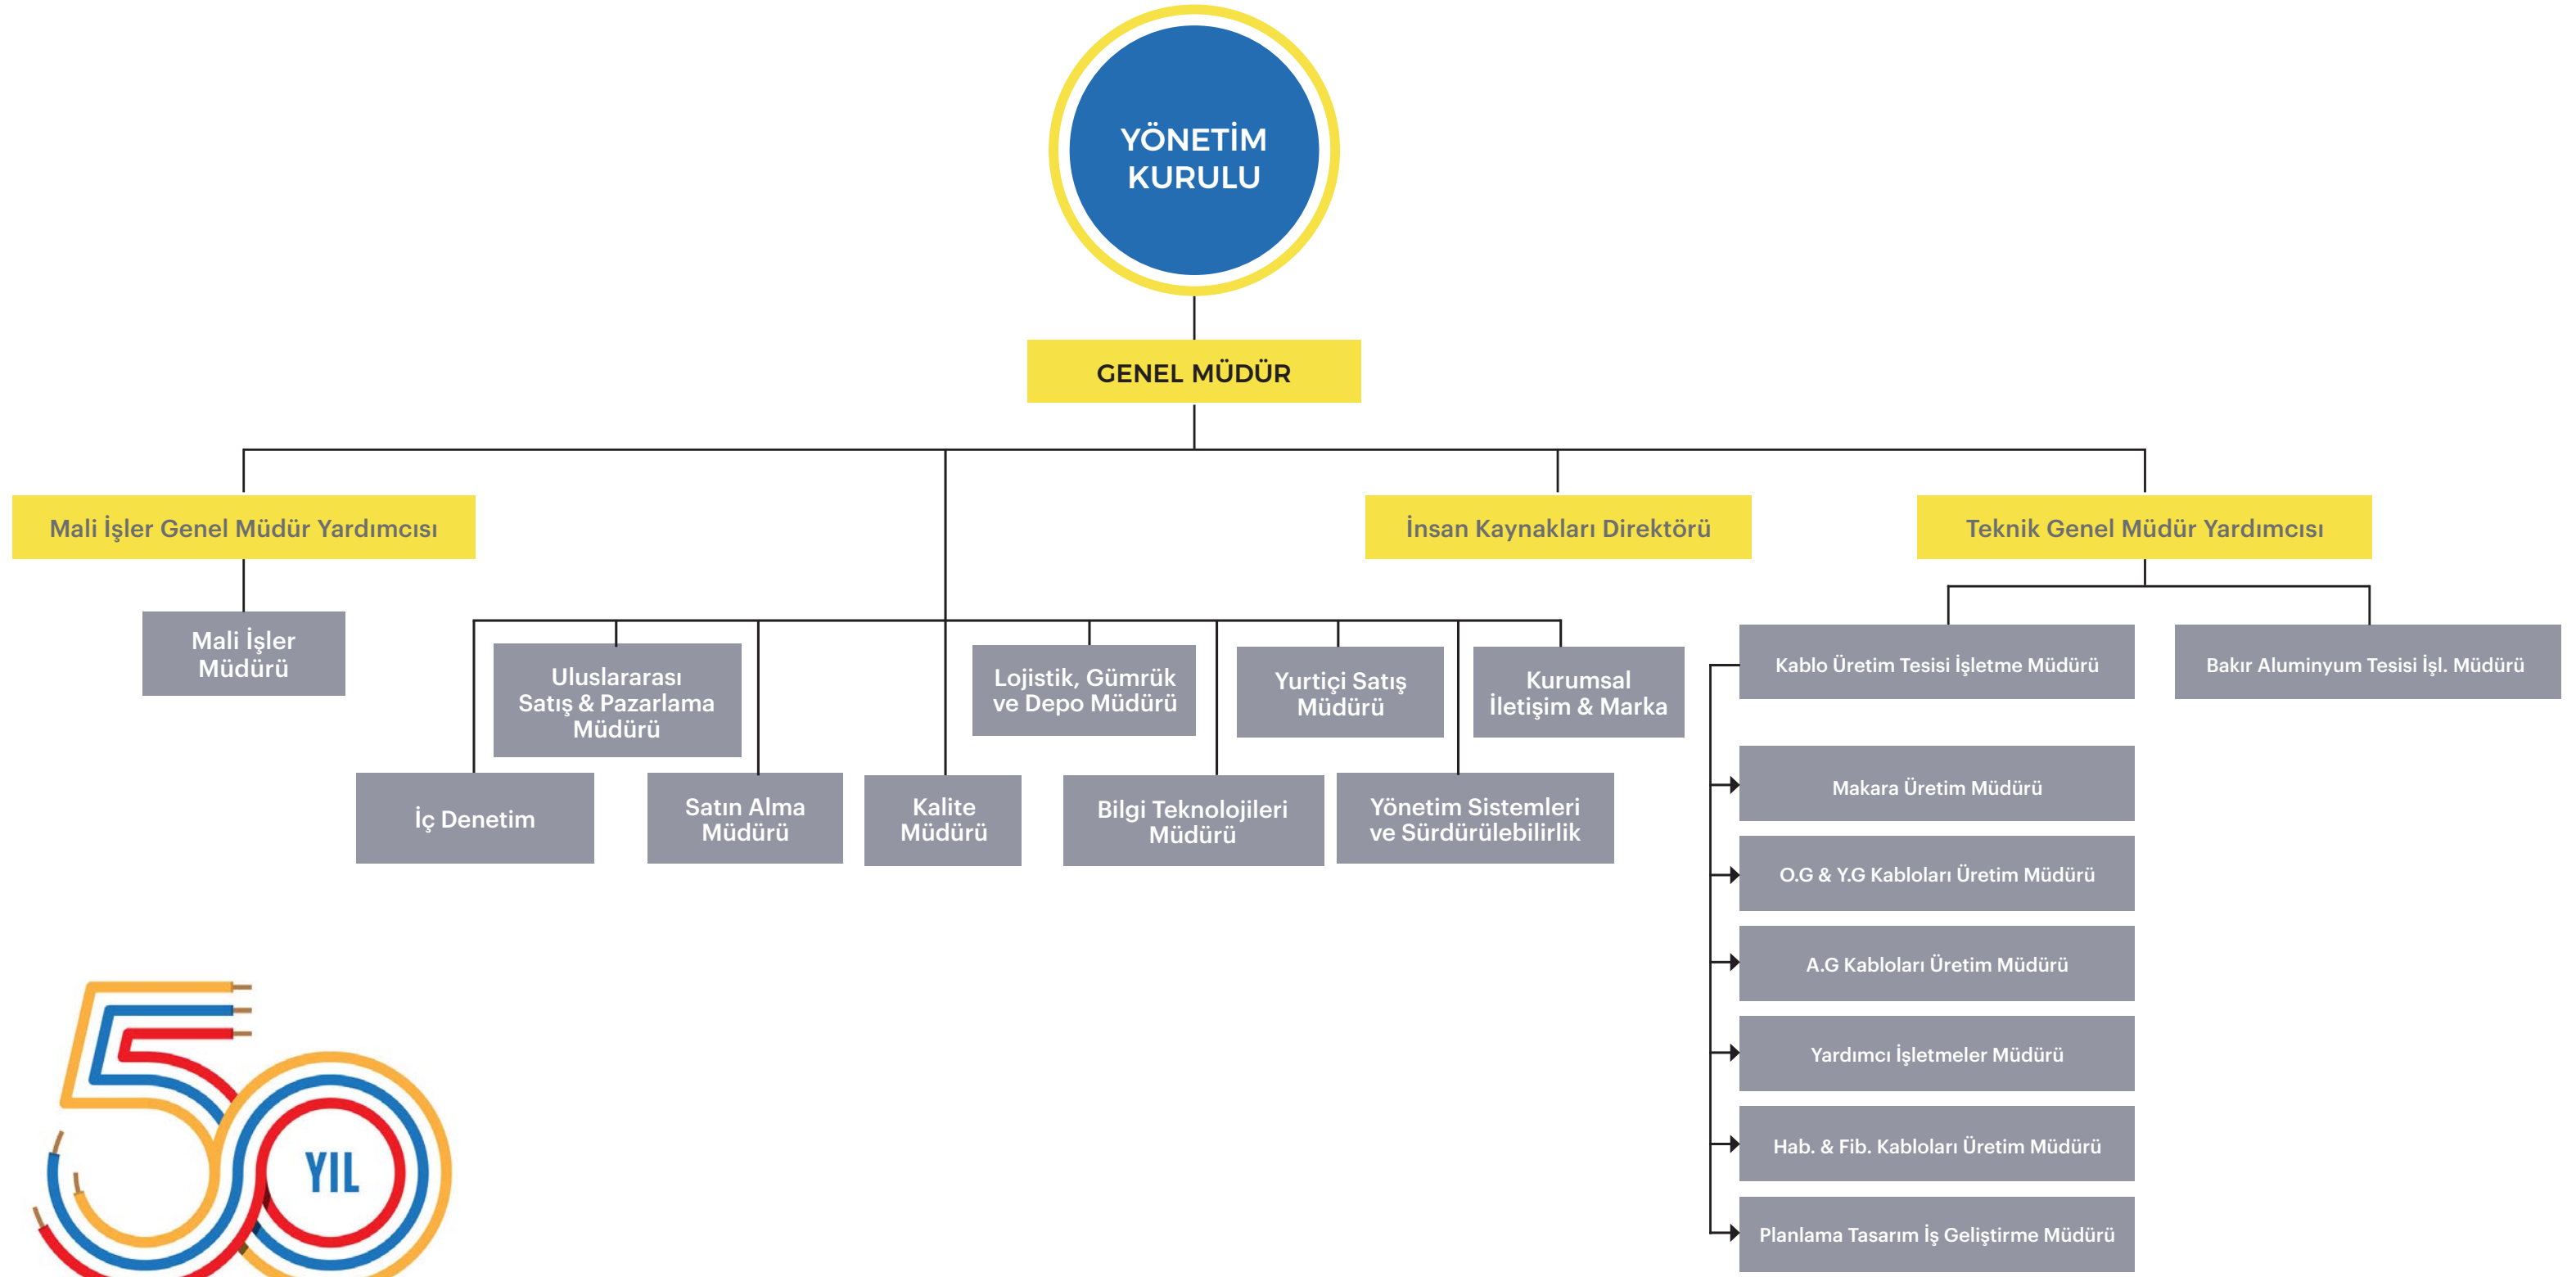 YÖNETİM
KURULU
GENEL MÜDÜR
Mali İşler Genel Müdür Yardımcısı
İnsan Kaynakları Direktörü
Teknik Genel Müdür Yardımcısı
Mali İşler
Müdürü
Uluslararası
Satış & Pazarlama
Müdürü
Lojistik, Gümrük
ve Depo Müdürü
Yurtiçi Satış
Müdürü
Kurumsal
İletişim & Marka
Kablo Üretim Tesisi İşletme Müdürü
Bakır Aluminyum Tesisi İşl. Müdürü
İç Denetim
Satın Alma
Müdürü
Kalite
Müdürü
Bilgi Teknolojileri
Müdürü
Yönetim Sistemleri
ve Sürdürülebilirlik
Makara Üretim Müdürü
O.G & Y.G Kabloları Üretim Müdürü
A.G Kabloları Üretim Müdürü
Yardımcı İşletmeler Müdürü
Hab. & Fib. Kabloları Üretim Müdürü
Planlama Tasarım İş Geliştirme Müdürü
50
YIL